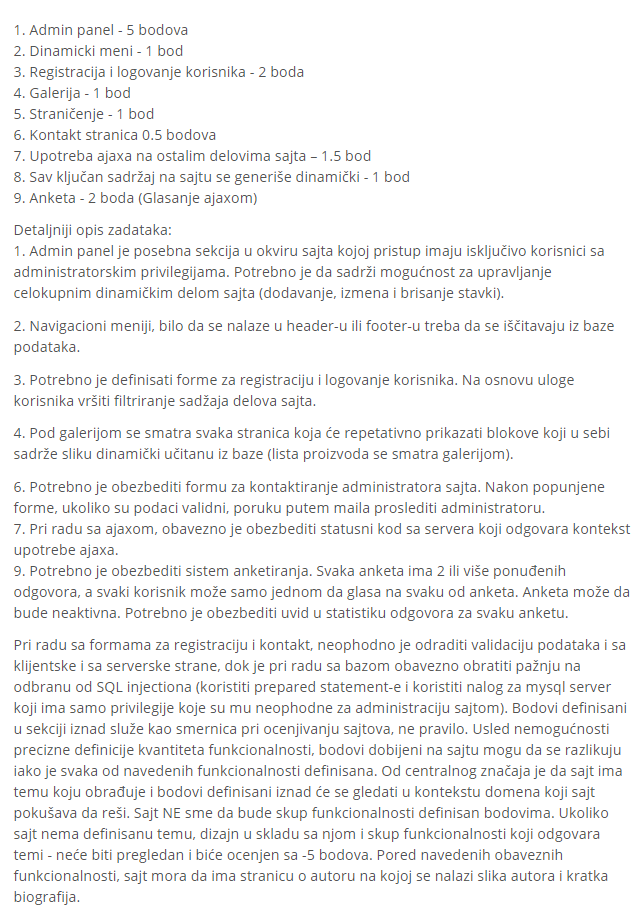 1. Admin panel - 5 bodova
2. Dinamicki meni - 1 bod
3. Registracija i logovanje korisnika - 2 boda
4. Galerija - 1 bod
5. Straničenje - 1 bod
6. Kontakt stranica 0.5 bodova
7. Upotreba ajaxa na ostalim delovima sajta – 1.5 bod
8. Sav ključan sadržaj na sajtu se generiše dinamički - 1 bod
9. Anketa - 2 boda (Glasanje ajaxom)
Detaljniji opis zadataka:
1. Admin panel je posebna sekcija u okviru sajta kojoj pristup imaju isključivo korisnici sa
administratorskim privilegijama. Potrebno je da sadrži mogućnost za upravljanje
celokupnim dinamičkim delom sajta (dodavanje, izmena i brisanje stavki).
2. Navigacioni meniji, bilo da se nalaze u header-u ili footer-u treba da se iščitavaju iz baze
podataka.
3. Potrebno je definisati forme za registraciju i logovanje korisnika. Na osnovu uloge
korisnika vršiti filtriranje sadžaja delova sajta.
4. Pod galerijom se smatra svaka stranica koja će repetativno prikazati blokove koji u sebi
sadrže sliku dinamički učitanu iz baze (lista proizvoda se smatra galerijom).
6. Potrebno je obezbediti formu za kontaktiranje administratora sajta. Nakon popunjene
forme, ukoliko su podaci validni, poruku putem maila proslediti administratoru.
7. Pri radu sa ajaxom, obavezno je obezbediti statusni kod sa servera koji odgovara kontekst
upotrebe ajaxa.
9. Potrebno je obezbediti sistem anketiranja. Svaka anketa ima 2 ili više ponuđenih
odgovora, a svaki korisnik može samo jednom da glasa na svaku od anketa. Anketa može da
bude neaktivna. Potrebno je obezbediti uvid u statistiku odgovora za svaku anketu.
Pri radu sa formama za registraciju i kontakt, neophodno je odraditi validaciju podataka i sa
klijentske i sa serverske strane, dok je pri radu sa bazom obavezno obratiti pažnju na
odbranu od SQL injectiona (koristiti prepared statement-e i koristiti nalog za mysql server
koji ima samo privilegije koje su mu neophodne za administraciju sajtom). Bodovi definisani
u sekciji iznad služe kao smernica pri ocenjivanju sajtova, ne pravilo. Usled nemogućnosti
precizne definicije kvantiteta funkcionalnosti, bodovi dobijeni na sajtu mogu da se razlikuju
iako je svaka od navedenih funkcionalnosti definisana. Od centralnog značaja je da sajt ima
temu koju obrađuje i bodovi definisani iznad će se gledati u kontekstu domena koji sajt
pokušava da reši. Sajt NE sme da bude skup funkcionalnosti definisan bodovima. Ukoliko
sajt nema definisanu temu, dizajn u skladu sa njom i skup funkcionalnosti koji odgovara
temi - neće biti pregledan i biće ocenjen sa -5 bodova. Pored navedenih obaveznih
funkcionalnosti, sajt mora da ima stranicu o autoru na kojoj se nalazi slika autora i kratka
biografija.